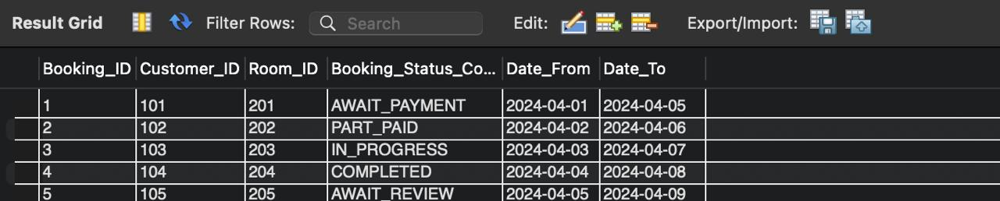 Result Grid Filter Rows: Search Edit: Export/Import:
Booking_ID Customer_ID Room_ID Booking_Status_Co... Date_From Date_To
1 101 201 AWAIT_PAYMENT 2024-04-01 2024-04-05
2 102 202 PART_PAID 2024-04-02 2024-04-06
3 103 203 IN_PROGRESS 2024-04-03 2024-04-07
4 104 204 COMPLETED 2024-04-04 2024-04-08
5 105 205 AWAIT_REVIEW 2024-04-05 2024-04-09